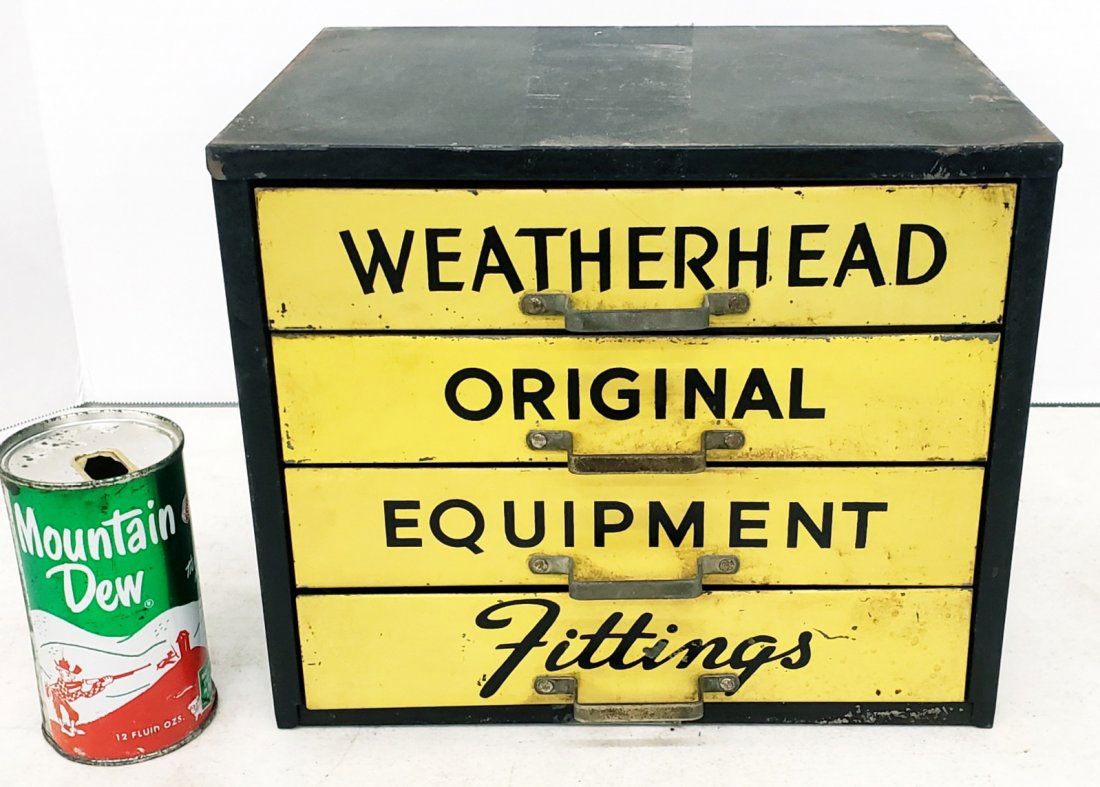 WEATHERHEAD
ORIGINAL
EQUIPMENT
Fittings
Mountain
Dew®
12 FLUID OZS.